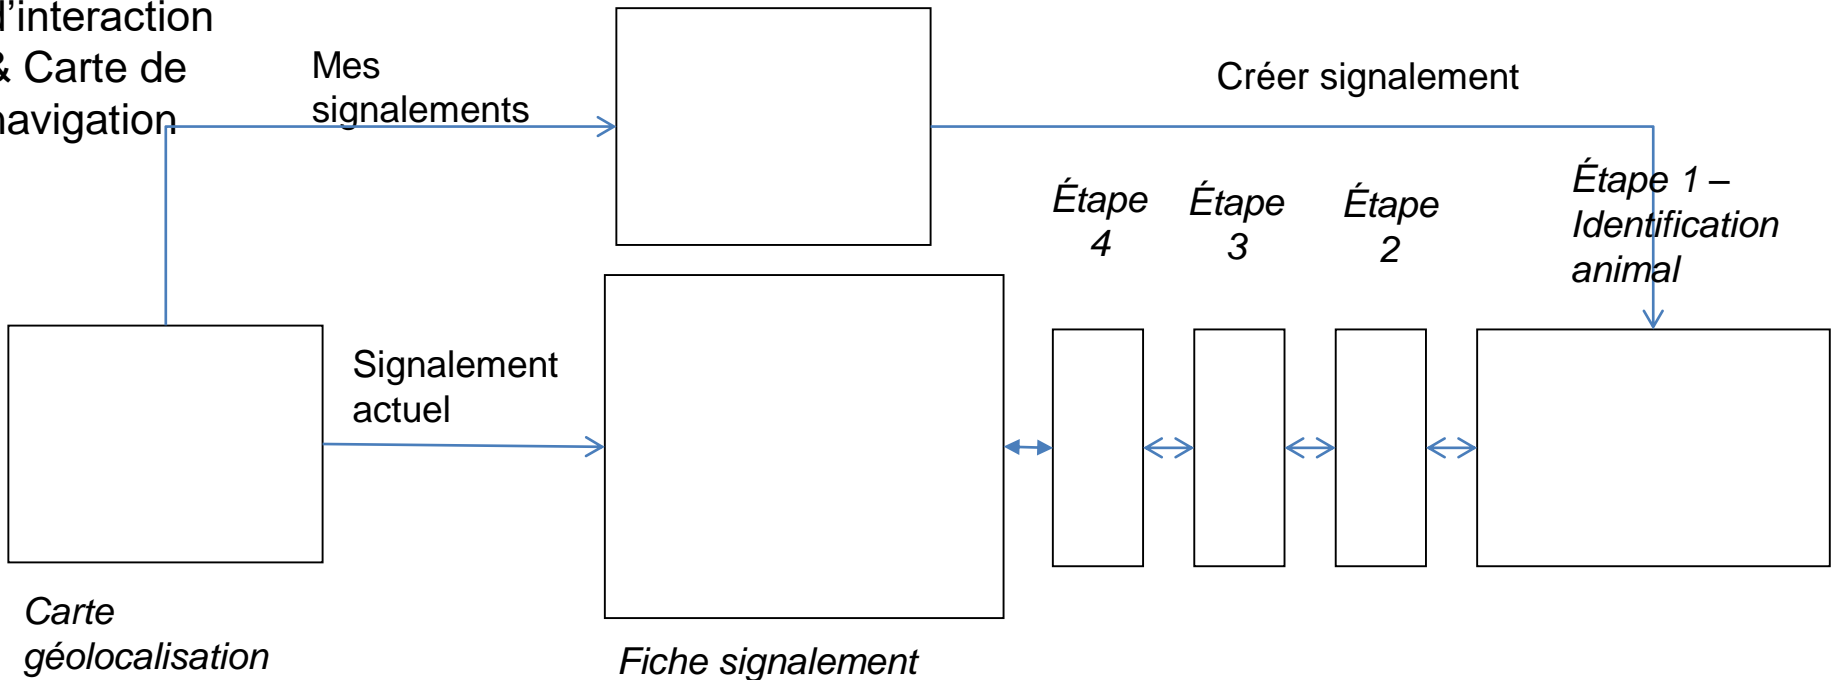 d’interaction
& Carte de
navigation
Mes
signalements
Créer signalement
Étape
4
Étape
3
Étape
2
Étape 1 –
Identification
animal
Signalement
actuel
Carte
géolocalisation
Fiche signalement